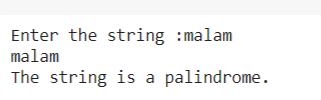 Enter the string :malam
malam
The string is a palindrome.